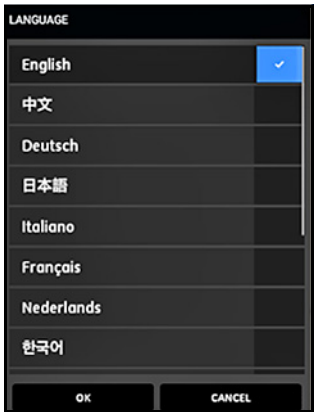 LANGUAGE
English
中文
Deutsch
日本語
Italiano
Français
Nederlands
한국어
OK CANCEL